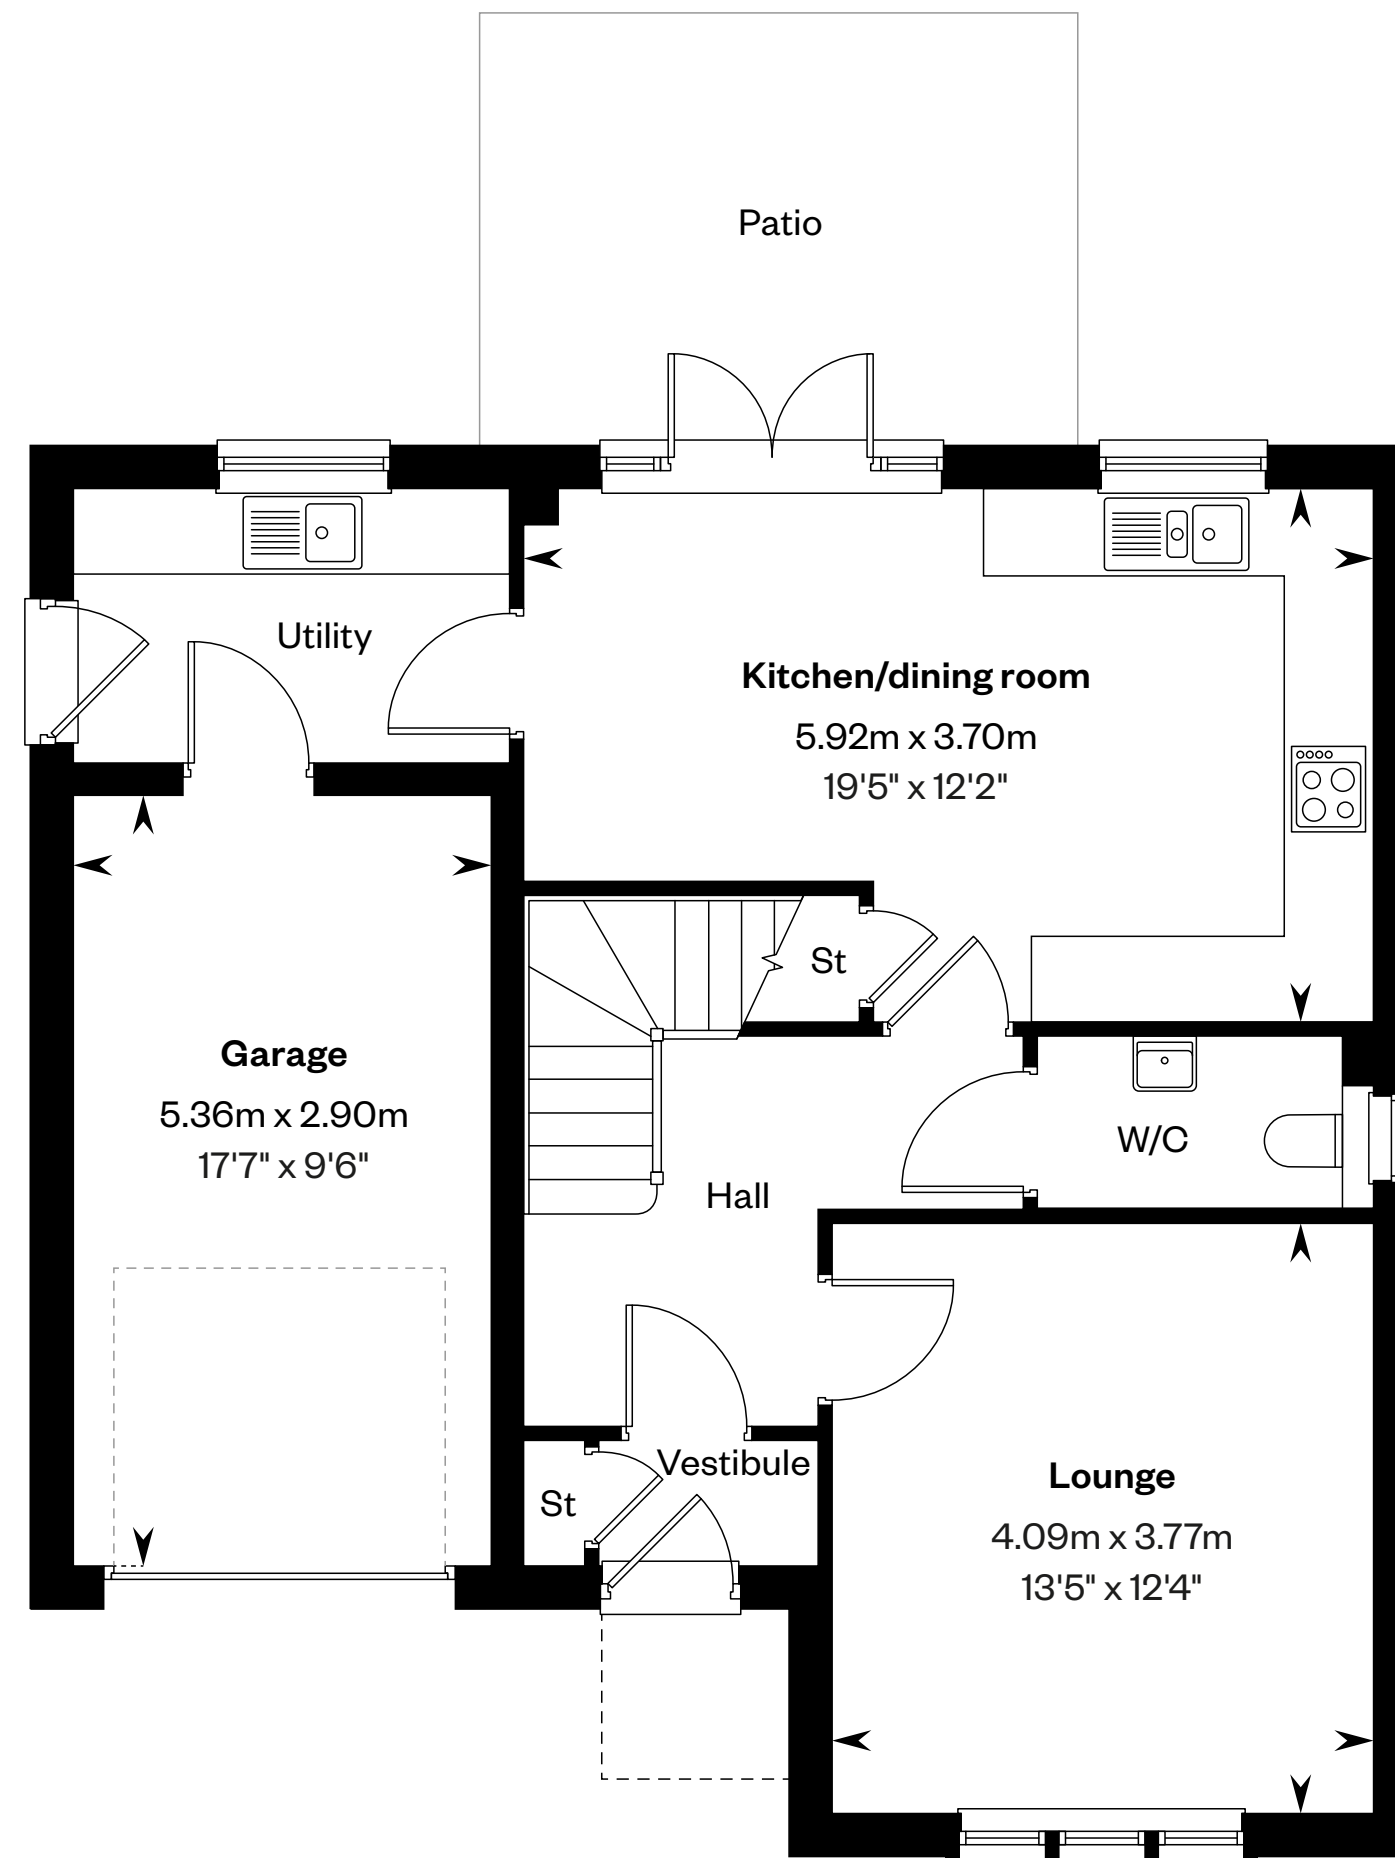 Patio
Utility
Kitchen/dining room
5.92m x 3.70m
19'5" x 12'2"
St
Garage
5.36m x 2.90m
17'7" x 9'6"
W/C
Hall
Vestibule
St
Lounge
4.09m x 3.77m
13'5" x 12'4"